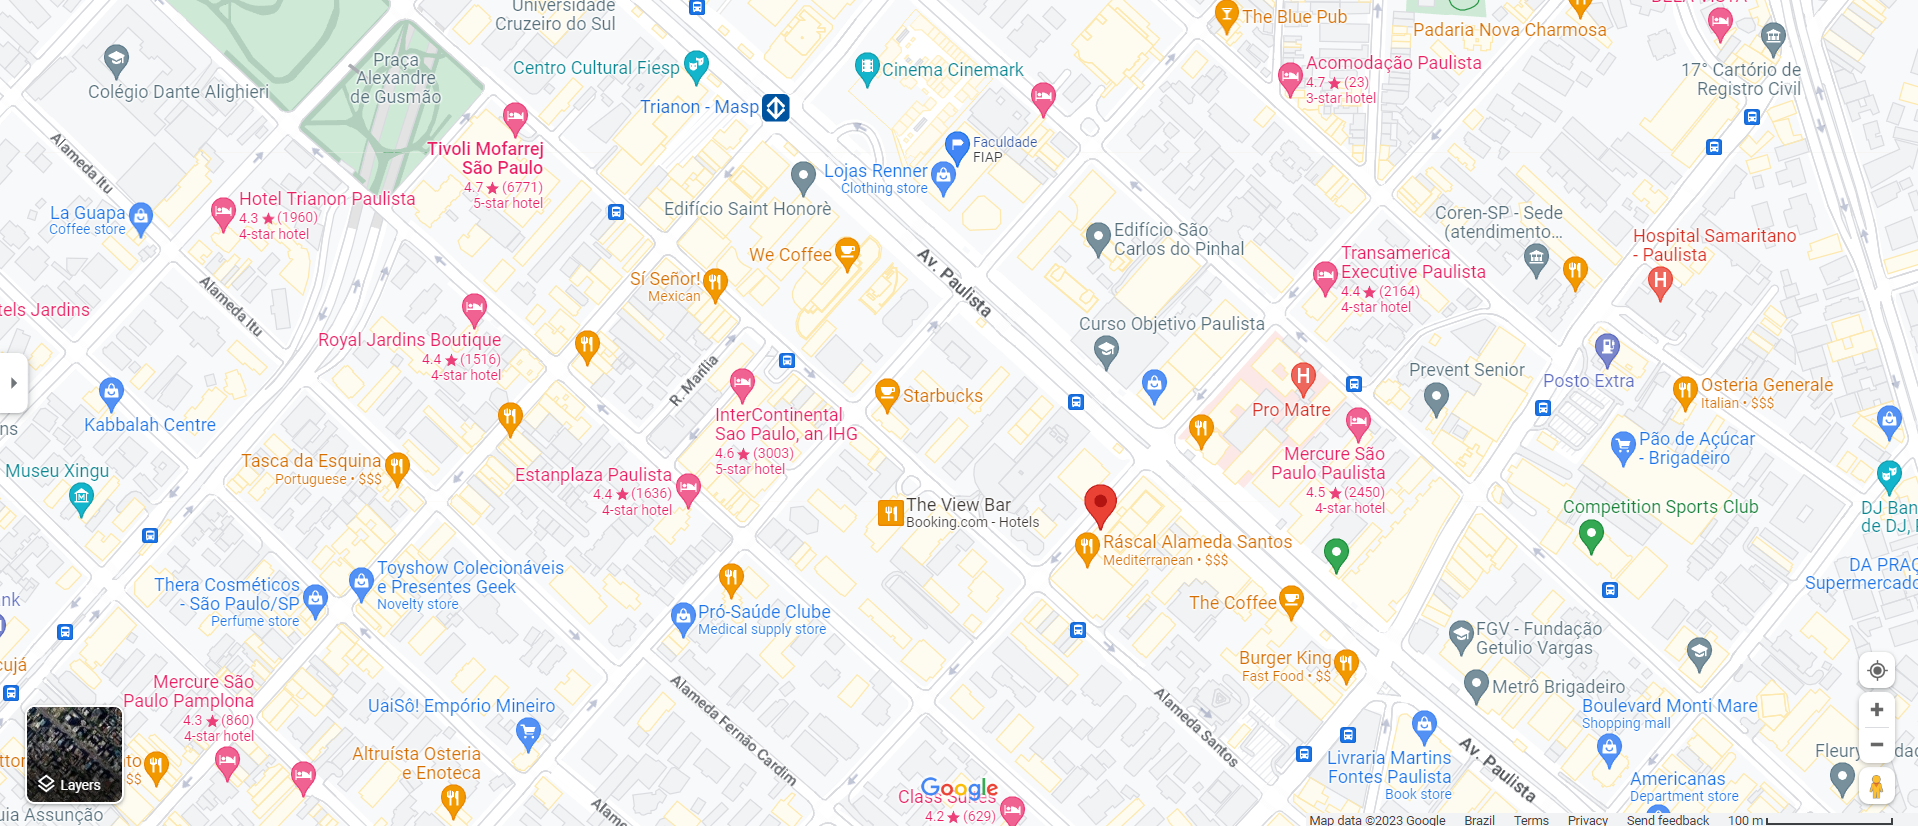 Universidade
Cruzeiro do Sul
The Blue Pub
Padaria Nova Charmosa
Praça
Alexandre
de Gusmão
Colégio Dante Alighieri
Centro Cultural Fiesp
Cinema Cinemark
Acomodação Paulista
4.7 ★ (23)
3-star hotel
17° Cartório de
Registro Civil
Trianon - Masp
Alameda Itu
Tivoli Mofarrej
São Paulo
4.7 ★ (6771)
5-star hotel
Faculdade
FIAP
Lojas Renner
Clothing store
Hotel Trianon Paulista
4.3 ★ (1960)
4-star hotel
La Guapa
Coffee store
Edifício Saint Honorè
Edifício São
Carlos do Pinhal
Coren-SP - Sede
(atendimento...
Hospital Samaritano
- Paulista
We Coffee
Av. Paulista
Transamerica
Executive Paulista
4.4 ★ (2164)
4-star hotel
Sí Señor!
Mexican
Alameda Itu
tels Jardins
Royal Jardins Boutique
4.4 ★ (1516)
4-star hotel
Curso Objetivo Paulista
R. Marília
Prevent Senior
Posto Extra
Osteria Generale
Italian • $$$
Kabbalah Centre
InterContinental
Sao Paulo, an IHG
4.6 ★ (3003)
5-star hotel
Starbucks
Pro Matre
Pão de Açúcar
- Brigadeiro
ns
Museu Xingu
Tasca da Esquina
Portuguese • $$$
Estanplaza Paulista
4.4 ★ (1636)
4-star hotel
Mercure São
Paulo Paulista
4.5 ★ (2450)
4-star hotel
The View Bar
Booking.com - Hotels
Competition Sports Club
DJ Ban
de DJ,
Ráscal Alameda Santos
Mediterranean • $$$
DA PRAÇ
Supermercado
Toyshow Colecionáveis
e Presentes Geek
Novelty store
Thera Cosméticos
- São Paulo/SP
Perfume store
nk
The Coffee
Pró-Saúde Clube
Medical supply store
FGV - Fundação
Getulio Vargas
cujá
Burger King
Fast Food • $$
Mercure São
Paulo Pamplona
4.3 ★ (860)
4-star hotel
Metrô Brigadeiro
UaiSô! Empório Mineiro
Alameda Fernão Cardim
Alameda Santos
Boulevard Monti Mare
Shopping mall
Altruísta Osteria
e Enoteca
Livraria Martins
Fontes Paulista
Book store
Av. Paulista
Fleury
Americanas
Department store
$$
Layers
Google
Class Suites
4.2 ★ (629)
uia Assunção
Alameda
Map data ©2023 Google
Brazil
Terms
Privacy
Send feedback
100 m